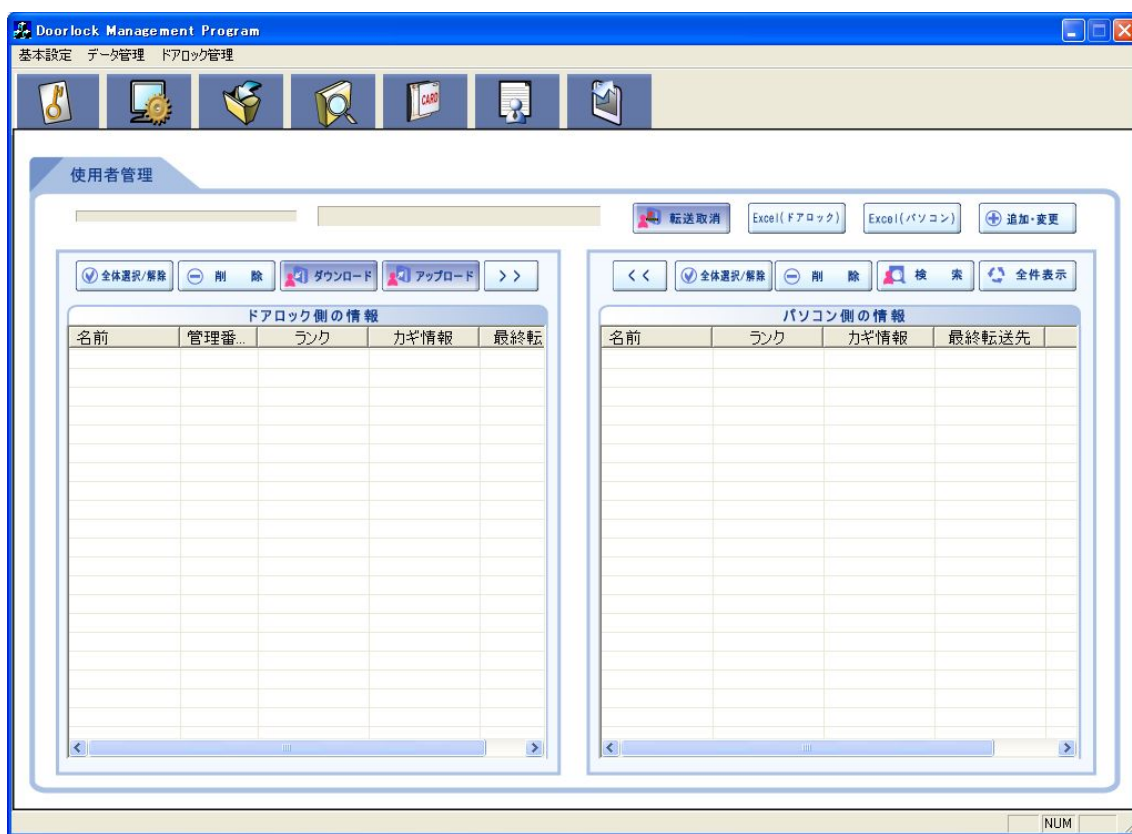 Doorlock Management Program
基本設定 データ管理 ドアロック管理
CARD
使用者管理
転送取消 Excel(ドアロック) Excel(パソコン) 追加・変更
全体選択/解除 削 除 ダウンロード アップロード >> << 全体選択/解除 削 除 検 索 全件表示
ドアロック側の情報 パソコン側の情報
名前 管理番... ランク カギ情報 最終転 名前 ランク カギ情報 最終転送先
NUM